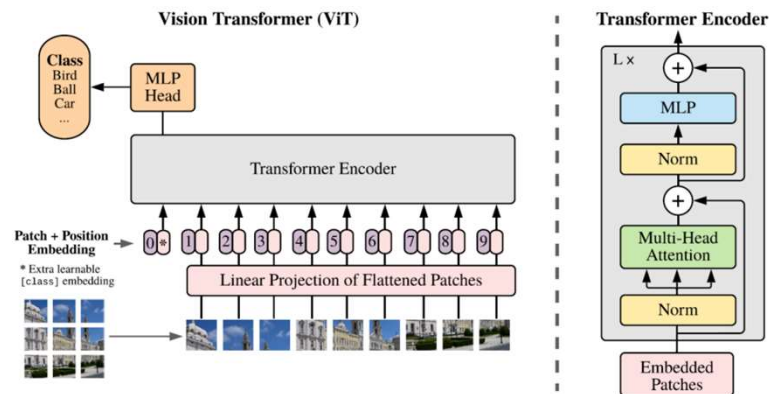 Vision Transformer (ViT)
Class
Bird
Ball
Car
...
MLP
Head
Transformer Encoder
Patch + Position
Embedding
0 * 1 2 3 4 5 6 7 8 9
* Extra learnable
[class] embedding
Linear Projection of Flattened Patches
Transformer Encoder
L x
+
MLP
Norm
+
Multi-Head
Attention
Norm
Embedded
Patches